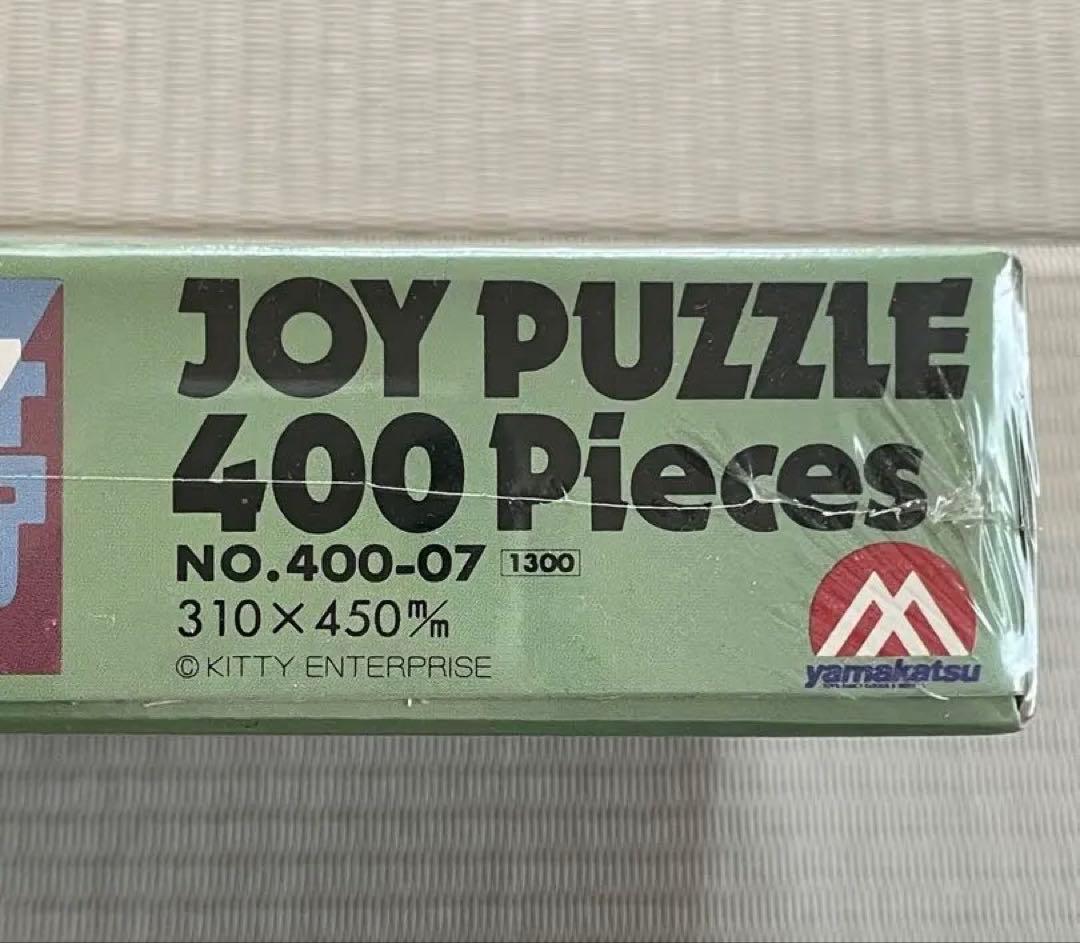 JOY PUZZLE
400 Pieces
NO.400-07 1300
310×450m/m
©KITTY ENTERPRISE
yamakatsu